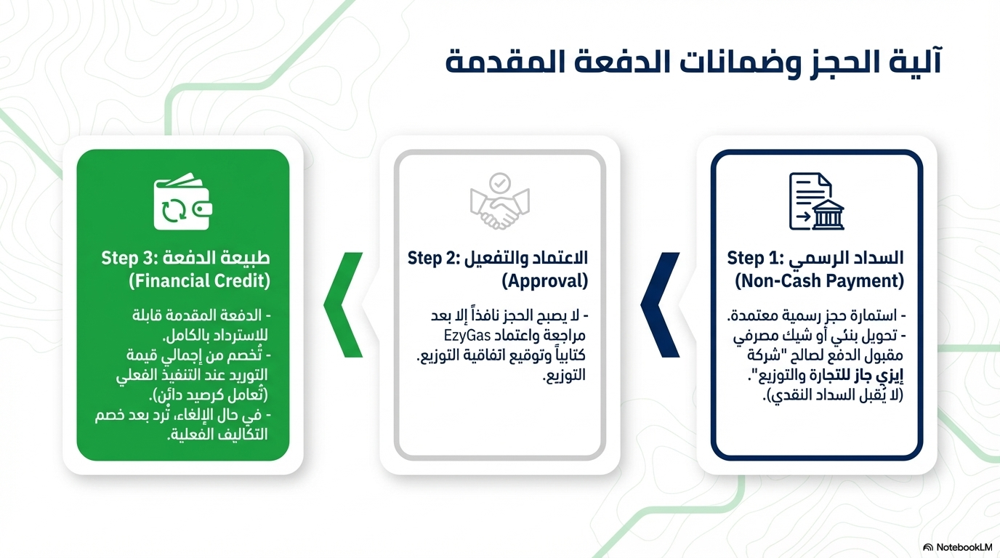 آلية الحجز وضمانات الدفعة المقدمة
Step 1: السداد الرسمي
(Non-Cash Payment)
- استمارة حجز رسمية معتمدة.
- تحويل بنئي أو شيك مصرفي
مقبول الدفع لصالح "شركة
إيزي جاز للتجارة والتوزيع".
(لا يُقبل السداد النقدي).
Step 2: الاعتماد والتفعيل
(Approval)
- لا يصبح الحجز نافذاً إلا بعد
مراجعة واعتماد EzyGas
كتابياً وتوقيع اتفاقية التوزيع.
التوزيع.
Step 3: طبيعة الدفعة
(Financial Credit)
- الدفعة المقدمة قابلة
للاسترداد بالكامل.
- تُخصم من إجمالي قيمة
التوريد عند التنفيذ الفعلي
(تُعامل كرصيد دائن).
- في حال الإلغاء، تْرد بعد خصم
التكاليف الفعلية.
NotebookLM